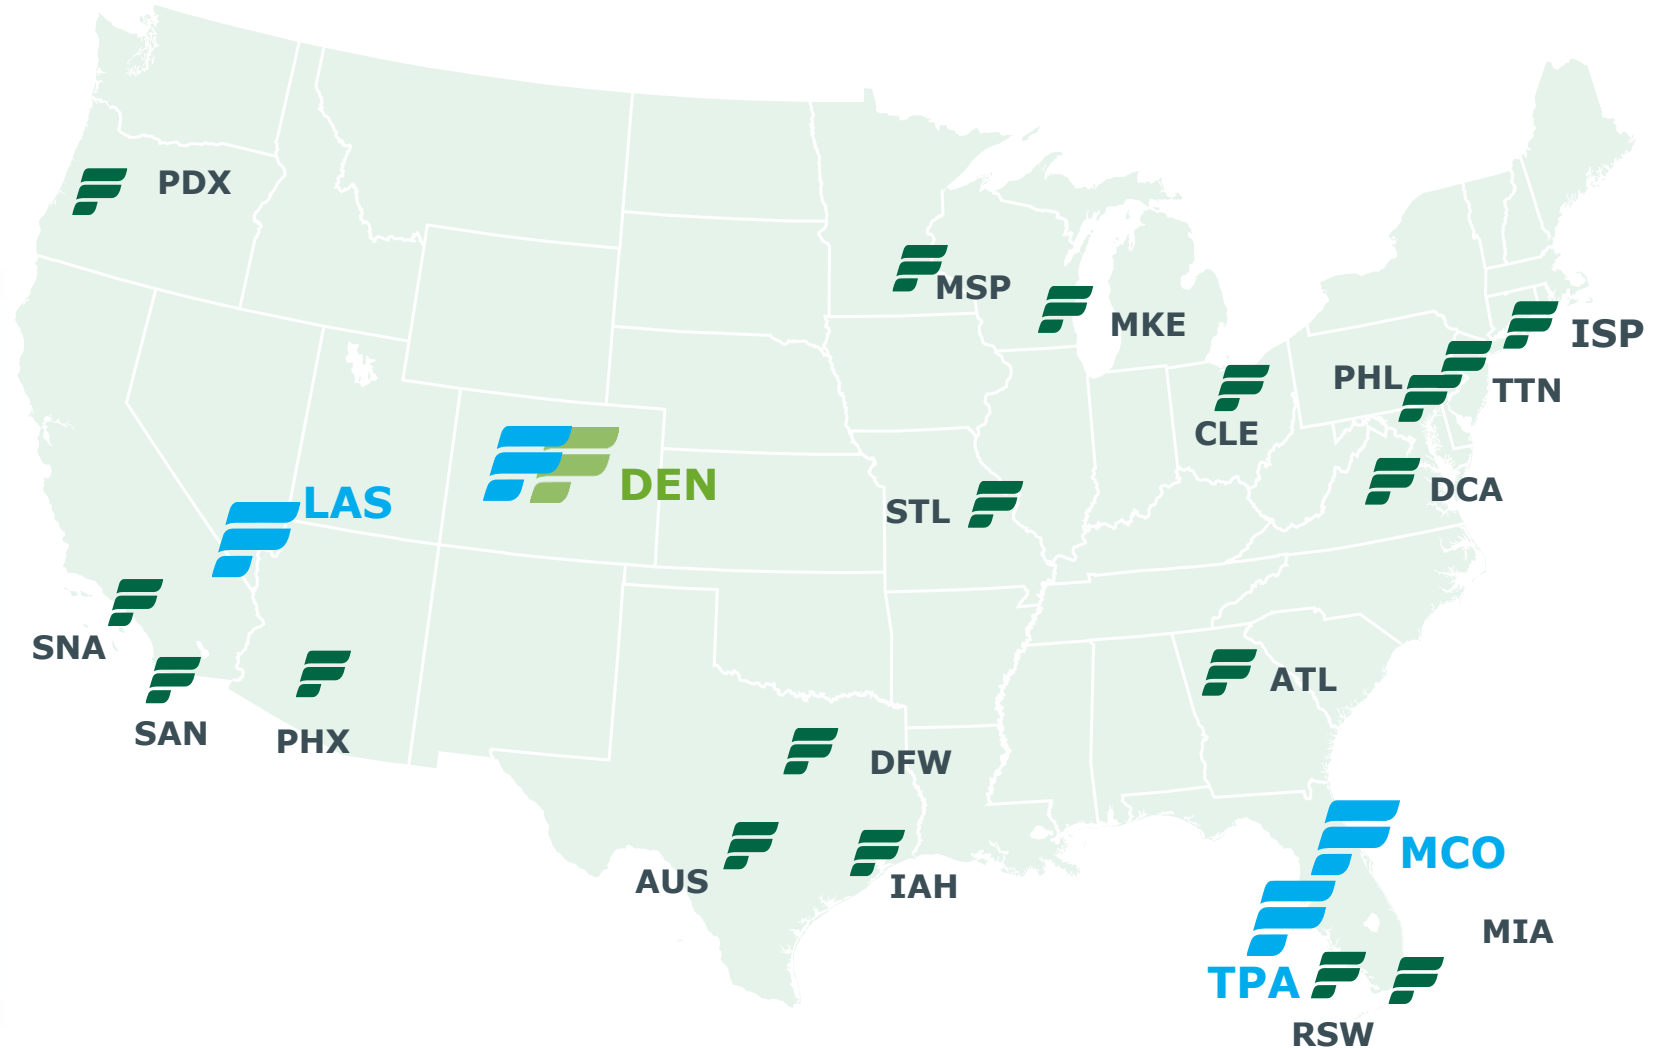 PDX
MSP
MKE
ISP
PHL
TTN
CLE
DEN
DCA
LAS
STL
SNA
ATL
SAN
PHX
DFW
MCO
AUS
IAH
MIA
TPA
RSW